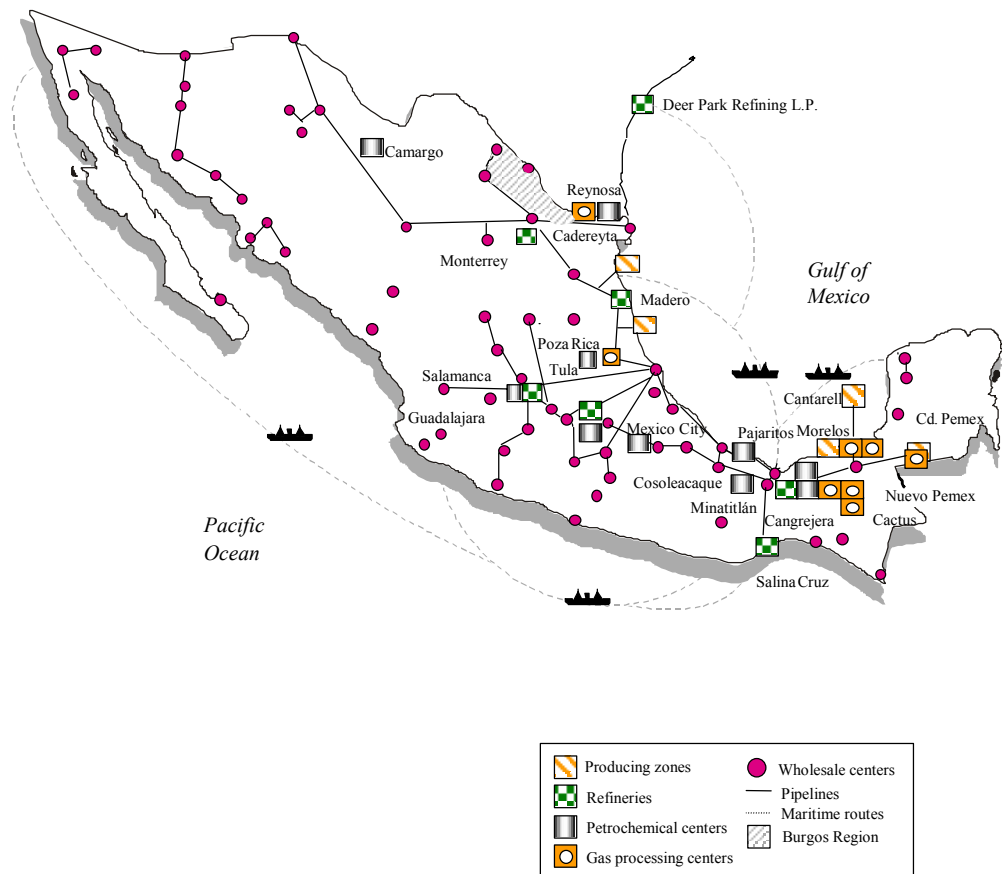 Deer Park Refining L.P.
Camargo
Reynosa
Cadereyta
Monterrey
Gulf of
Mexico
Madero
Poza Rica
Tula
Salamanca
Cantarell
Guadalajara
Mexico City
Pajaritos
Morelos
Cd. Pemex
Cosoleacaque
Nuevo Pemex
Minatitlán
Cangrejera
Cactus
Pacific
Ocean
Salina Cruz
Producing zones
Wholesale centers
Refineries
Pipelines
Maritime routes
Petrochemical centers
Burgos Region
Gas processing centers